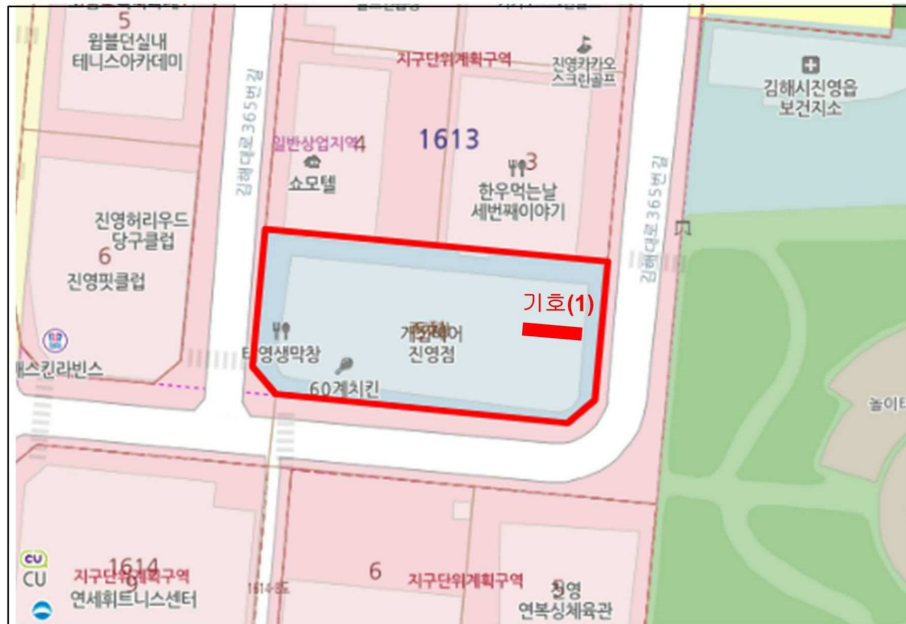 5
윔블던실내
테니스아카데미
김해대로365번길
지구단위계획구역
진영카카오
스크린골프
김해시진영읍
보건지소
일반상업지역
4
1613
쇼모텔
3
한우먹는날
세번째이야기
김해대로365번길
진영허리우드
당구클럽
6
진영핏클럽
기호(1)
진영점
영생막창
60계치킨
스킨라빈스
놀이터
1614
9
지구단위계획구역
CU
CU
연세휘트니스센터
6
지구단위계획구역
연복싱체육관